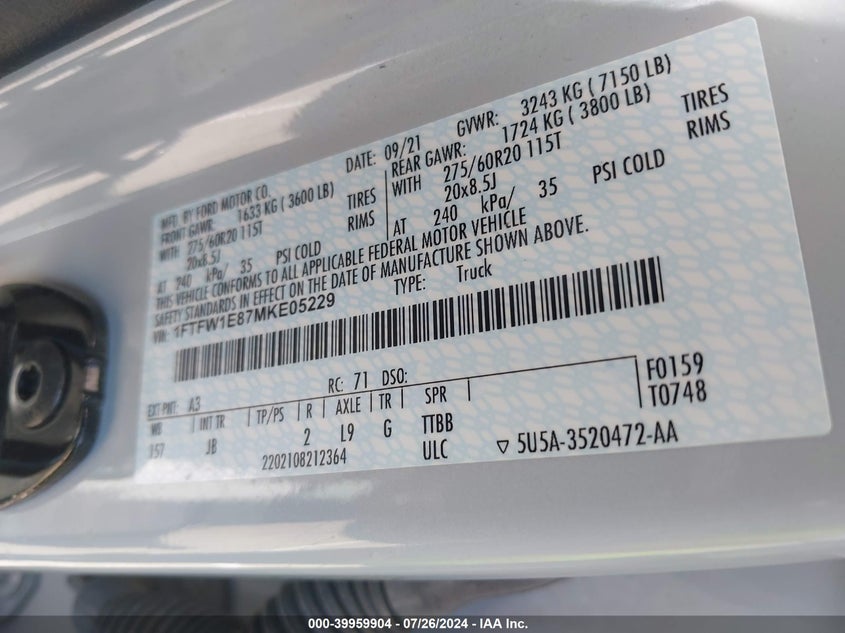 MFD. BY FORD MOTOR CO.
DATE: 09/21 GVWR: 3243 KG ( 7150 LB)
FRONT GAWR: 1633 KG ( 3600 LB)
REAR GAWR: 1724 KG ( 3800 LB)
WITH 275/60R20 115T TIRES
WITH 275/60R20 115T TIRES
20x8.5J RIMS
20x8.5J RIMS
AT 240 kPa/ 35 PSI COLD
AT 240 kPa/ 35 PSI COLD
THIS VEHICLE CONFORMS TO ALL APPLICABLE FEDERAL MOTOR VEHICLE
SAFETY STANDARDS IN EFFECT ON THE DATE OF MANUFACTURE SHOWN ABOVE.
VIN: 1FTFW1E87MKE05229
TYPE: Truck
EXT PNT: A3 RC: 71 DSO:
F0159
WB INT TR TP/PS R AXLE TR SPR
T0748
157 JB 2 L9 G TTBB
2202108212364 ULC ▽ 5U5A-3520472-AA
000-39959904 / 07/26/2024 - IAA Inc.